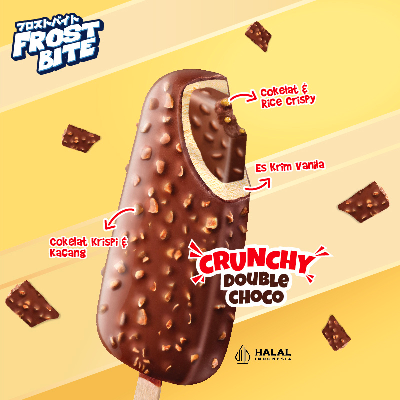 フロストバイト
FROST
BITE
Cokelat &
Rice Crispy
Es Krim Vanila
Cokelat Krispi &
Kacang
CRUNCHY
DOUBLE
CHOCO
HALAL
INDONESIA